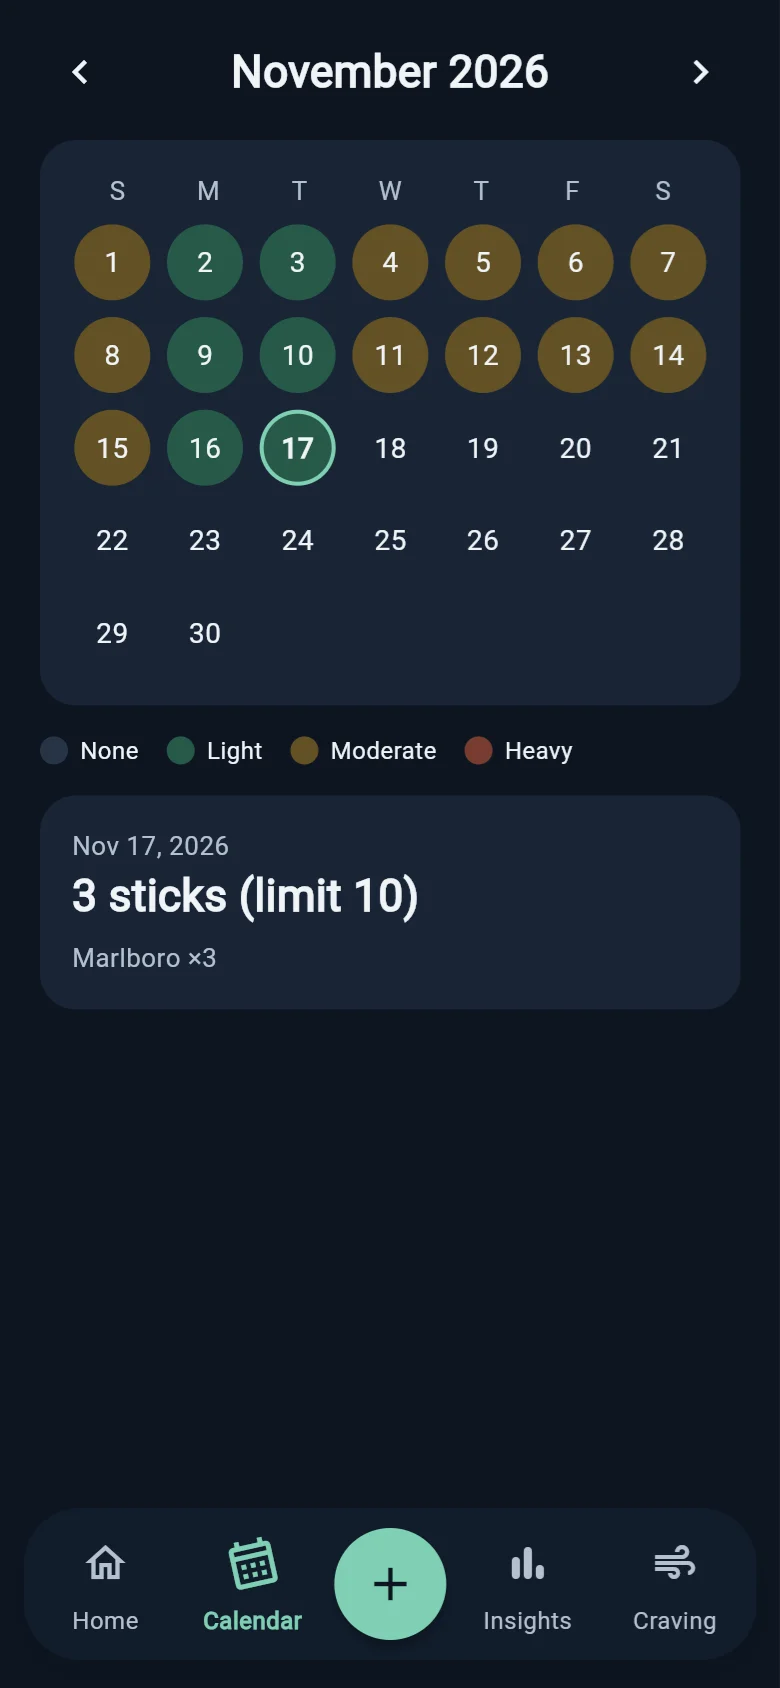 November 2026
S M T W T F S
1 2 3 4 5 6 7
8 9 10 11 12 13 14
15 16 17 18 19 20 21
22 23 24 25 26 27 28
29 30
None Light Moderate Heavy
Nov 17, 2026
3 sticks (limit 10)
Marlboro ×3
Home Calendar + Insights Craving